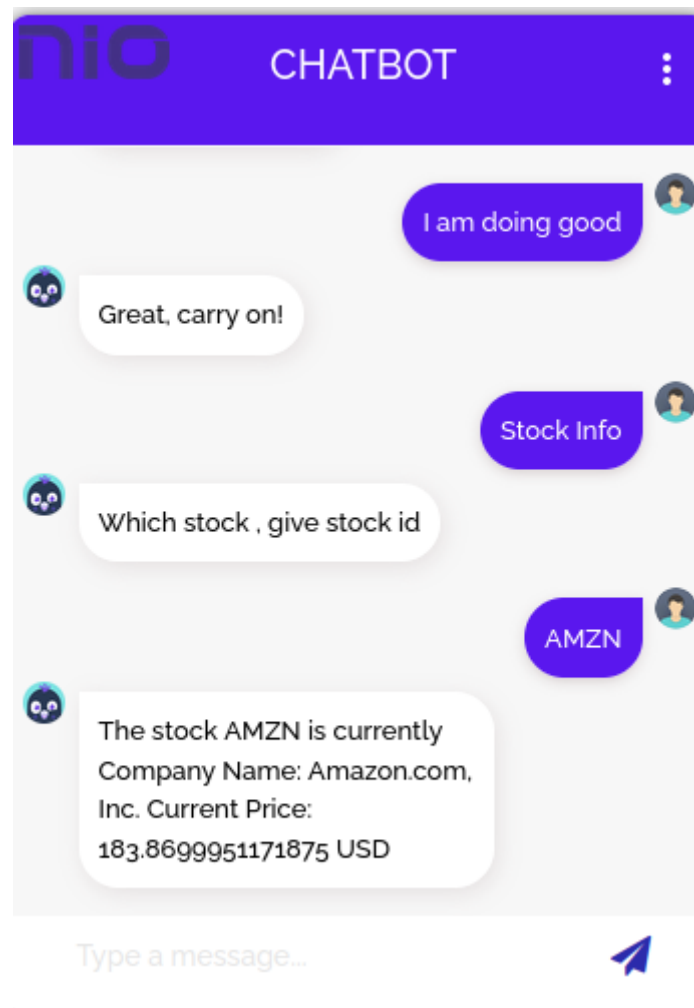 nio
CHATBOT
I am doing good
Great, carry on!
Stock Info
Which stock , give stock id
AMZN
The stock AMZN is currently
Company Name: Amazon.com,
Inc. Current Price:
183.8699951171875 USD
Type a message...